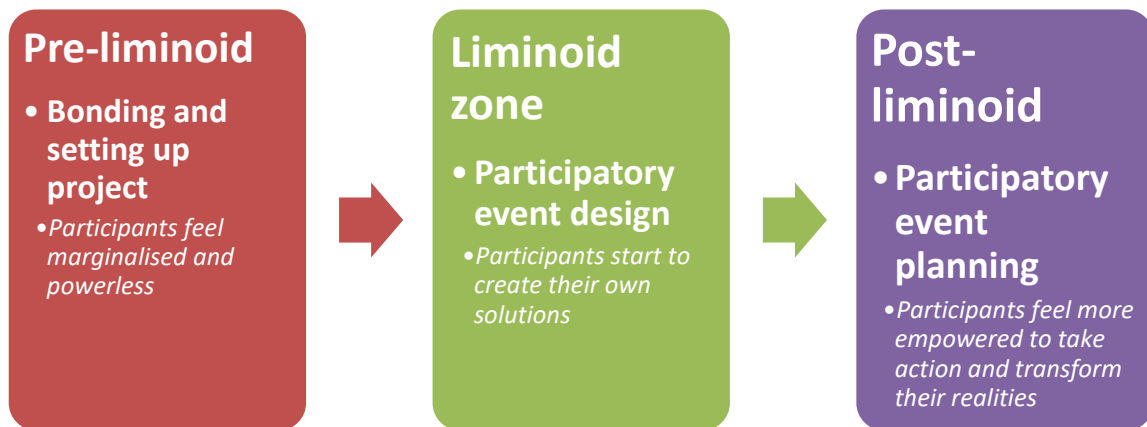 Pre-liminoid
• Bonding and
setting up
project
•Participants feel
marginalised and
powerless
Liminoid
zone
• Participatory
event design
•Participants start to
create their own
solutions
Post-
liminoid
• Participatory
event
planning
•Participants feel more
empowered to take
action and transform
their realities